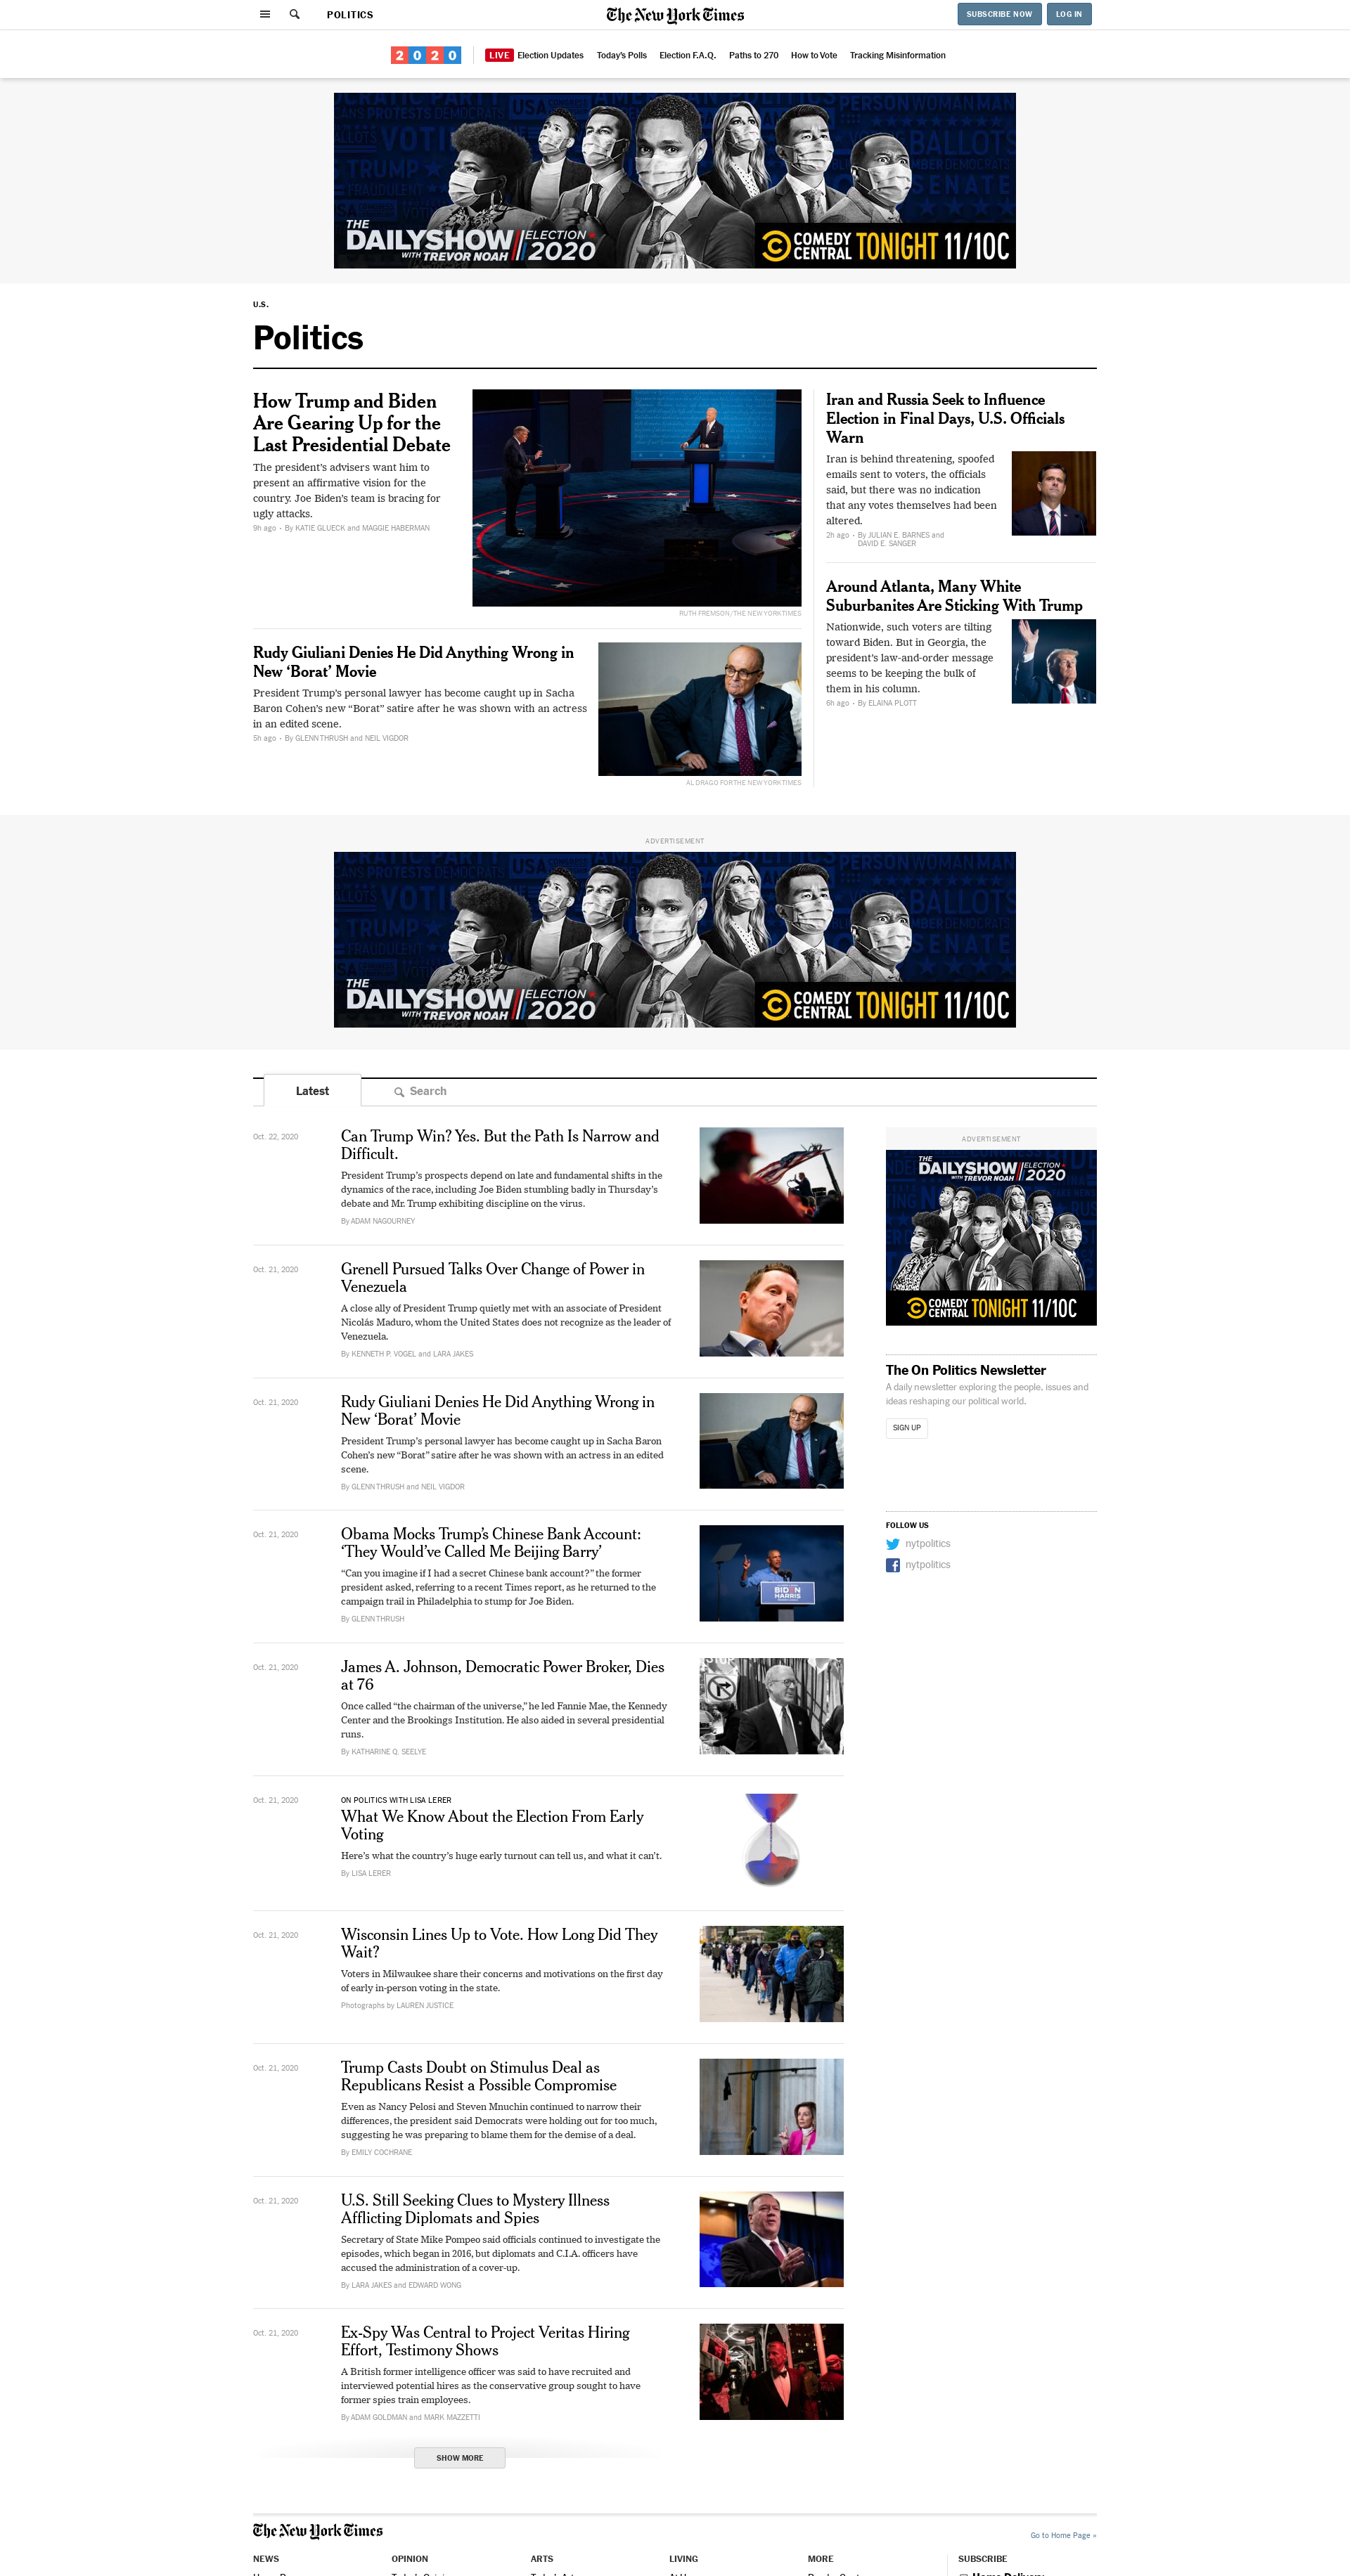 POLITICS
The New York Times
SUBSCRIBE NOW
LOG IN
2020
LIVE Election Updates
Today's Polls
Election F.A.Q.
Paths to 270
How to Vote
Tracking Misinformation
THE
DAILYSHOW ELECTION
WITH TREVOR NOAH 2020
COMEDY CENTRAL TONIGHT 11/10C
U.S.
Politics
How Trump and Biden
Are Gearing Up for the
Last Presidential Debate
The president's advisers want him to
present an affirmative vision for the
country. Joe Biden's team is bracing for
ugly attacks.
9h ago • By KATIE GLUECK and MAGGIE HABERMAN
RUTH FREMSON/THE NEW YORK TIMES
Rudy Giuliani Denies He Did Anything Wrong in
New ‘Borat’ Movie
President Trump's personal lawyer has become caught up in Sacha
Baron Cohen's new “Borat” satire after he was shown with an actress
in an edited scene.
5h ago • By GLENN THRUSH and NEIL VIGDOR
AL DRAGO FOR THE NEW YORK TIMES
Iran and Russia Seek to Influence
Election in Final Days, U.S. Officials
Warn
Iran is behind threatening, spoofed
emails sent to voters, the officials
said, but there was no indication
that any votes themselves had been
altered.
2h ago • By JULIAN E. BARNES and
DAVID E. SANGER
Around Atlanta, Many White
Suburbanites Are Sticking With Trump
Nationwide, such voters are tilting
toward Biden. But in Georgia, the
president's law-and-order message
seems to be keeping the bulk of
them in his column.
6h ago • By ELAINA PLOTT
ADVERTISEMENT
THE
DAILYSHOW ELECTION
WITH TREVOR NOAH 2020
COMEDY CENTRAL TONIGHT 11/10C
Latest
Search
Oct. 22, 2020
Can Trump Win? Yes. But the Path Is Narrow and
Difficult.
President Trump's prospects depend on late and fundamental shifts in the
dynamics of the race, including Joe Biden stumbling badly in Thursday's
debate and Mr. Trump exhibiting discipline on the virus.
By ADAM NAGOURNEY
Oct. 21, 2020
Grenell Pursued Talks Over Change of Power in
Venezuela
A close ally of President Trump quietly met with an associate of President
Nicolás Maduro, whom the United States does not recognize as the leader of
Venezuela.
By KENNETH P. VOGEL and LARA JAKES
Oct. 21, 2020
Rudy Giuliani Denies He Did Anything Wrong in
New ‘Borat’ Movie
President Trump's personal lawyer has become caught up in Sacha Baron
Cohen's new “Borat” satire after he was shown with an actress in an edited
scene.
By GLENN THRUSH and NEIL VIGDOR
Oct. 21, 2020
Obama Mocks Trump's Chinese Bank Account:
‘They Would've Called Me Beijing Barry’
“Can you imagine if I had a secret Chinese bank account?” the former
president asked, referring to a recent Times report, as he returned to the
campaign trail in Philadelphia to stump for Joe Biden.
By GLENN THRUSH
BIDEN
HARRIS
Oct. 21, 2020
James A. Johnson, Democratic Power Broker, Dies
at 76
Once called “the chairman of the universe,” he led Fannie Mae, the Kennedy
Center and the Brookings Institution. He also aided in several presidential
runs.
By KATHARINE Q. SEELYE
Oct. 21, 2020
ON POLITICS WITH LISA LERER
What We Know About the Election From Early
Voting
Here's what the country's huge early turnout can tell us, and what it can't.
By LISA LERER
Oct. 21, 2020
Wisconsin Lines Up to Vote. How Long Did They
Wait?
Voters in Milwaukee share their concerns and motivations on the first day
of early in-person voting in the state.
Photographs by LAUREN JUSTICE
Oct. 21, 2020
Trump Casts Doubt on Stimulus Deal as
Republicans Resist a Possible Compromise
Even as Nancy Pelosi and Steven Mnuchin continued to narrow their
differences, the president said Democrats were holding out for too much,
suggesting he was preparing to blame them for the demise of a deal.
By EMILY COCHRANE
Oct. 21, 2020
U.S. Still Seeking Clues to Mystery Illness
Afflicting Diplomats and Spies
Secretary of State Mike Pompeo said officials continued to investigate the
episodes, which began in 2016, but diplomats and C.I.A. officers have
accused the administration of a cover-up.
By LARA JAKES and EDWARD WONG
Oct. 21, 2020
Ex-Spy Was Central to Project Veritas Hiring
Effort, Testimony Shows
A British former intelligence officer was said to have recruited and
interviewed potential hires as the conservative group sought to have
former spies train employees.
By ADAM GOLDMAN and MARK MAZZETTI
SHOW MORE
ADVERTISEMENT
THE
DAILYSHOW ELECTION
WITH TREVOR NOAH 2020
COMEDY CENTRAL TONIGHT 11/10C
The On Politics Newsletter
A daily newsletter exploring the people, issues and
ideas reshaping our political world.
SIGN UP
FOLLOW US
nytpolitics
nytpolitics
The New York Times
Go to Home Page »
NEWS
OPINION
ARTS
LIVING
MORE
SUBSCRIBE